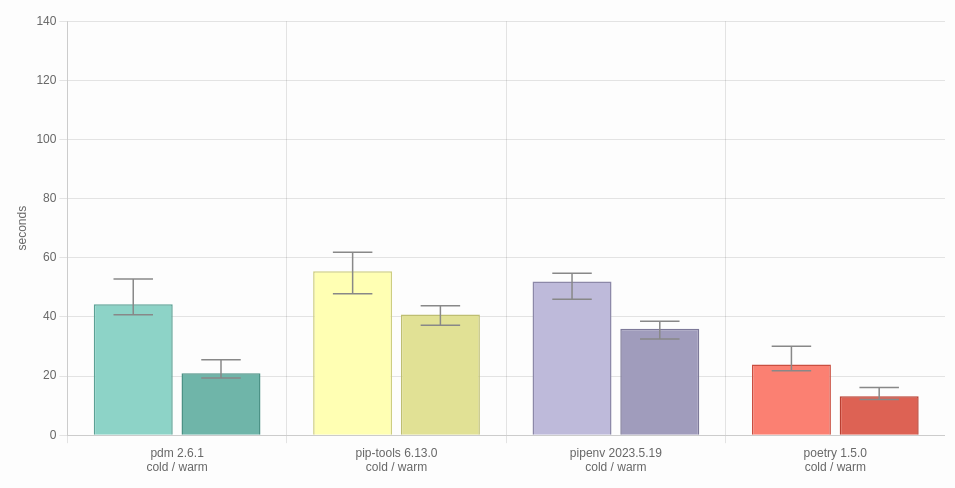 140
120
100
80
60
40
20
0
seconds
pdm 2.6.1
cold / warm
pip-tools 6.13.0
cold / warm
pipenv 2023.5.19
cold / warm
poetry 1.5.0
cold / warm